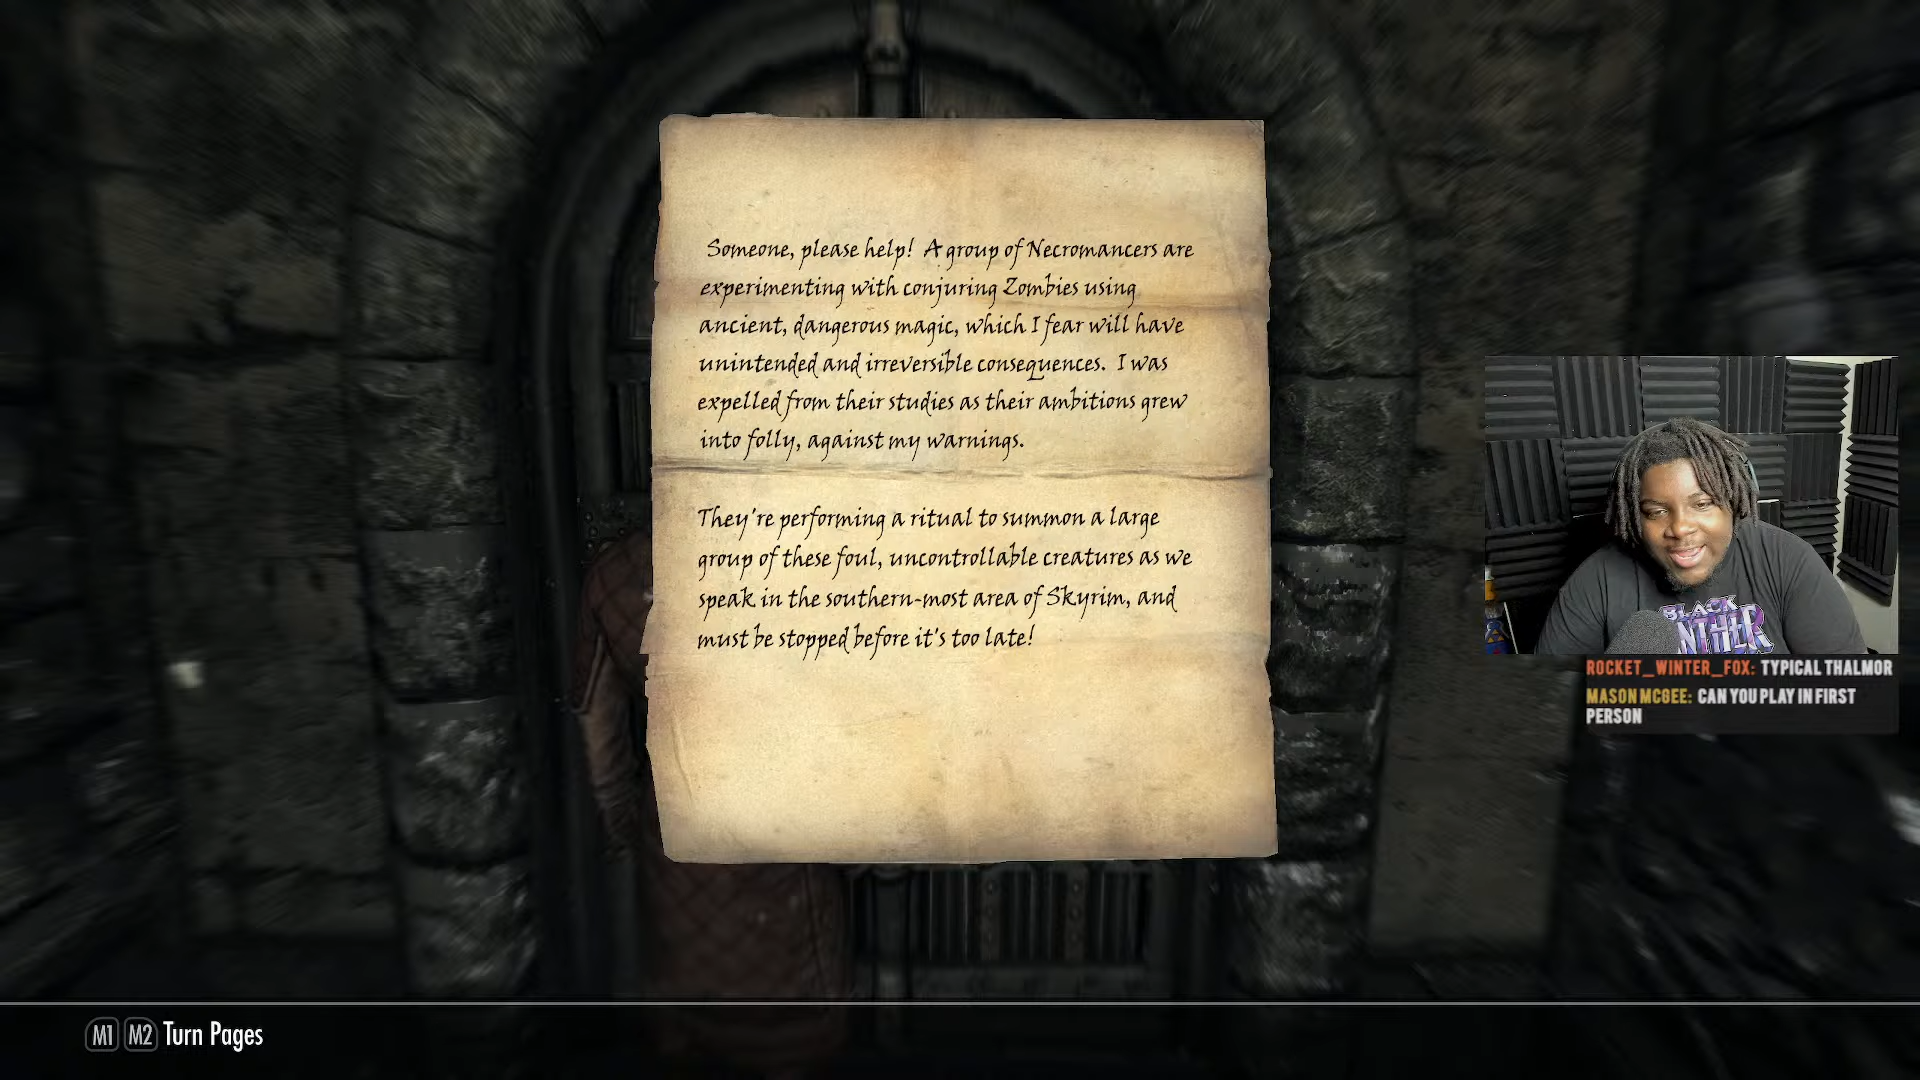 Someone, please help!  A group of Necromancers are
experimenting with conjuring Zombies using
ancient, dangerous magic, which I fear will have
unintended and irreversible consequences.  I was
expelled from their studies as their ambitions grew
into folly, against my warnings.
They're performing a ritual to summon a large
group of these foul, uncontrollable creatures as we
speak in the southern-most area of Skyrim, and
must be stopped before it's too late!
BLACK
PANTHER
ROCKET_WINTER_FOX: TYPICAL THALMOR
MASON MCGEE: CAN YOU PLAY IN FIRST
PERSON
M1 M2 Turn Pages